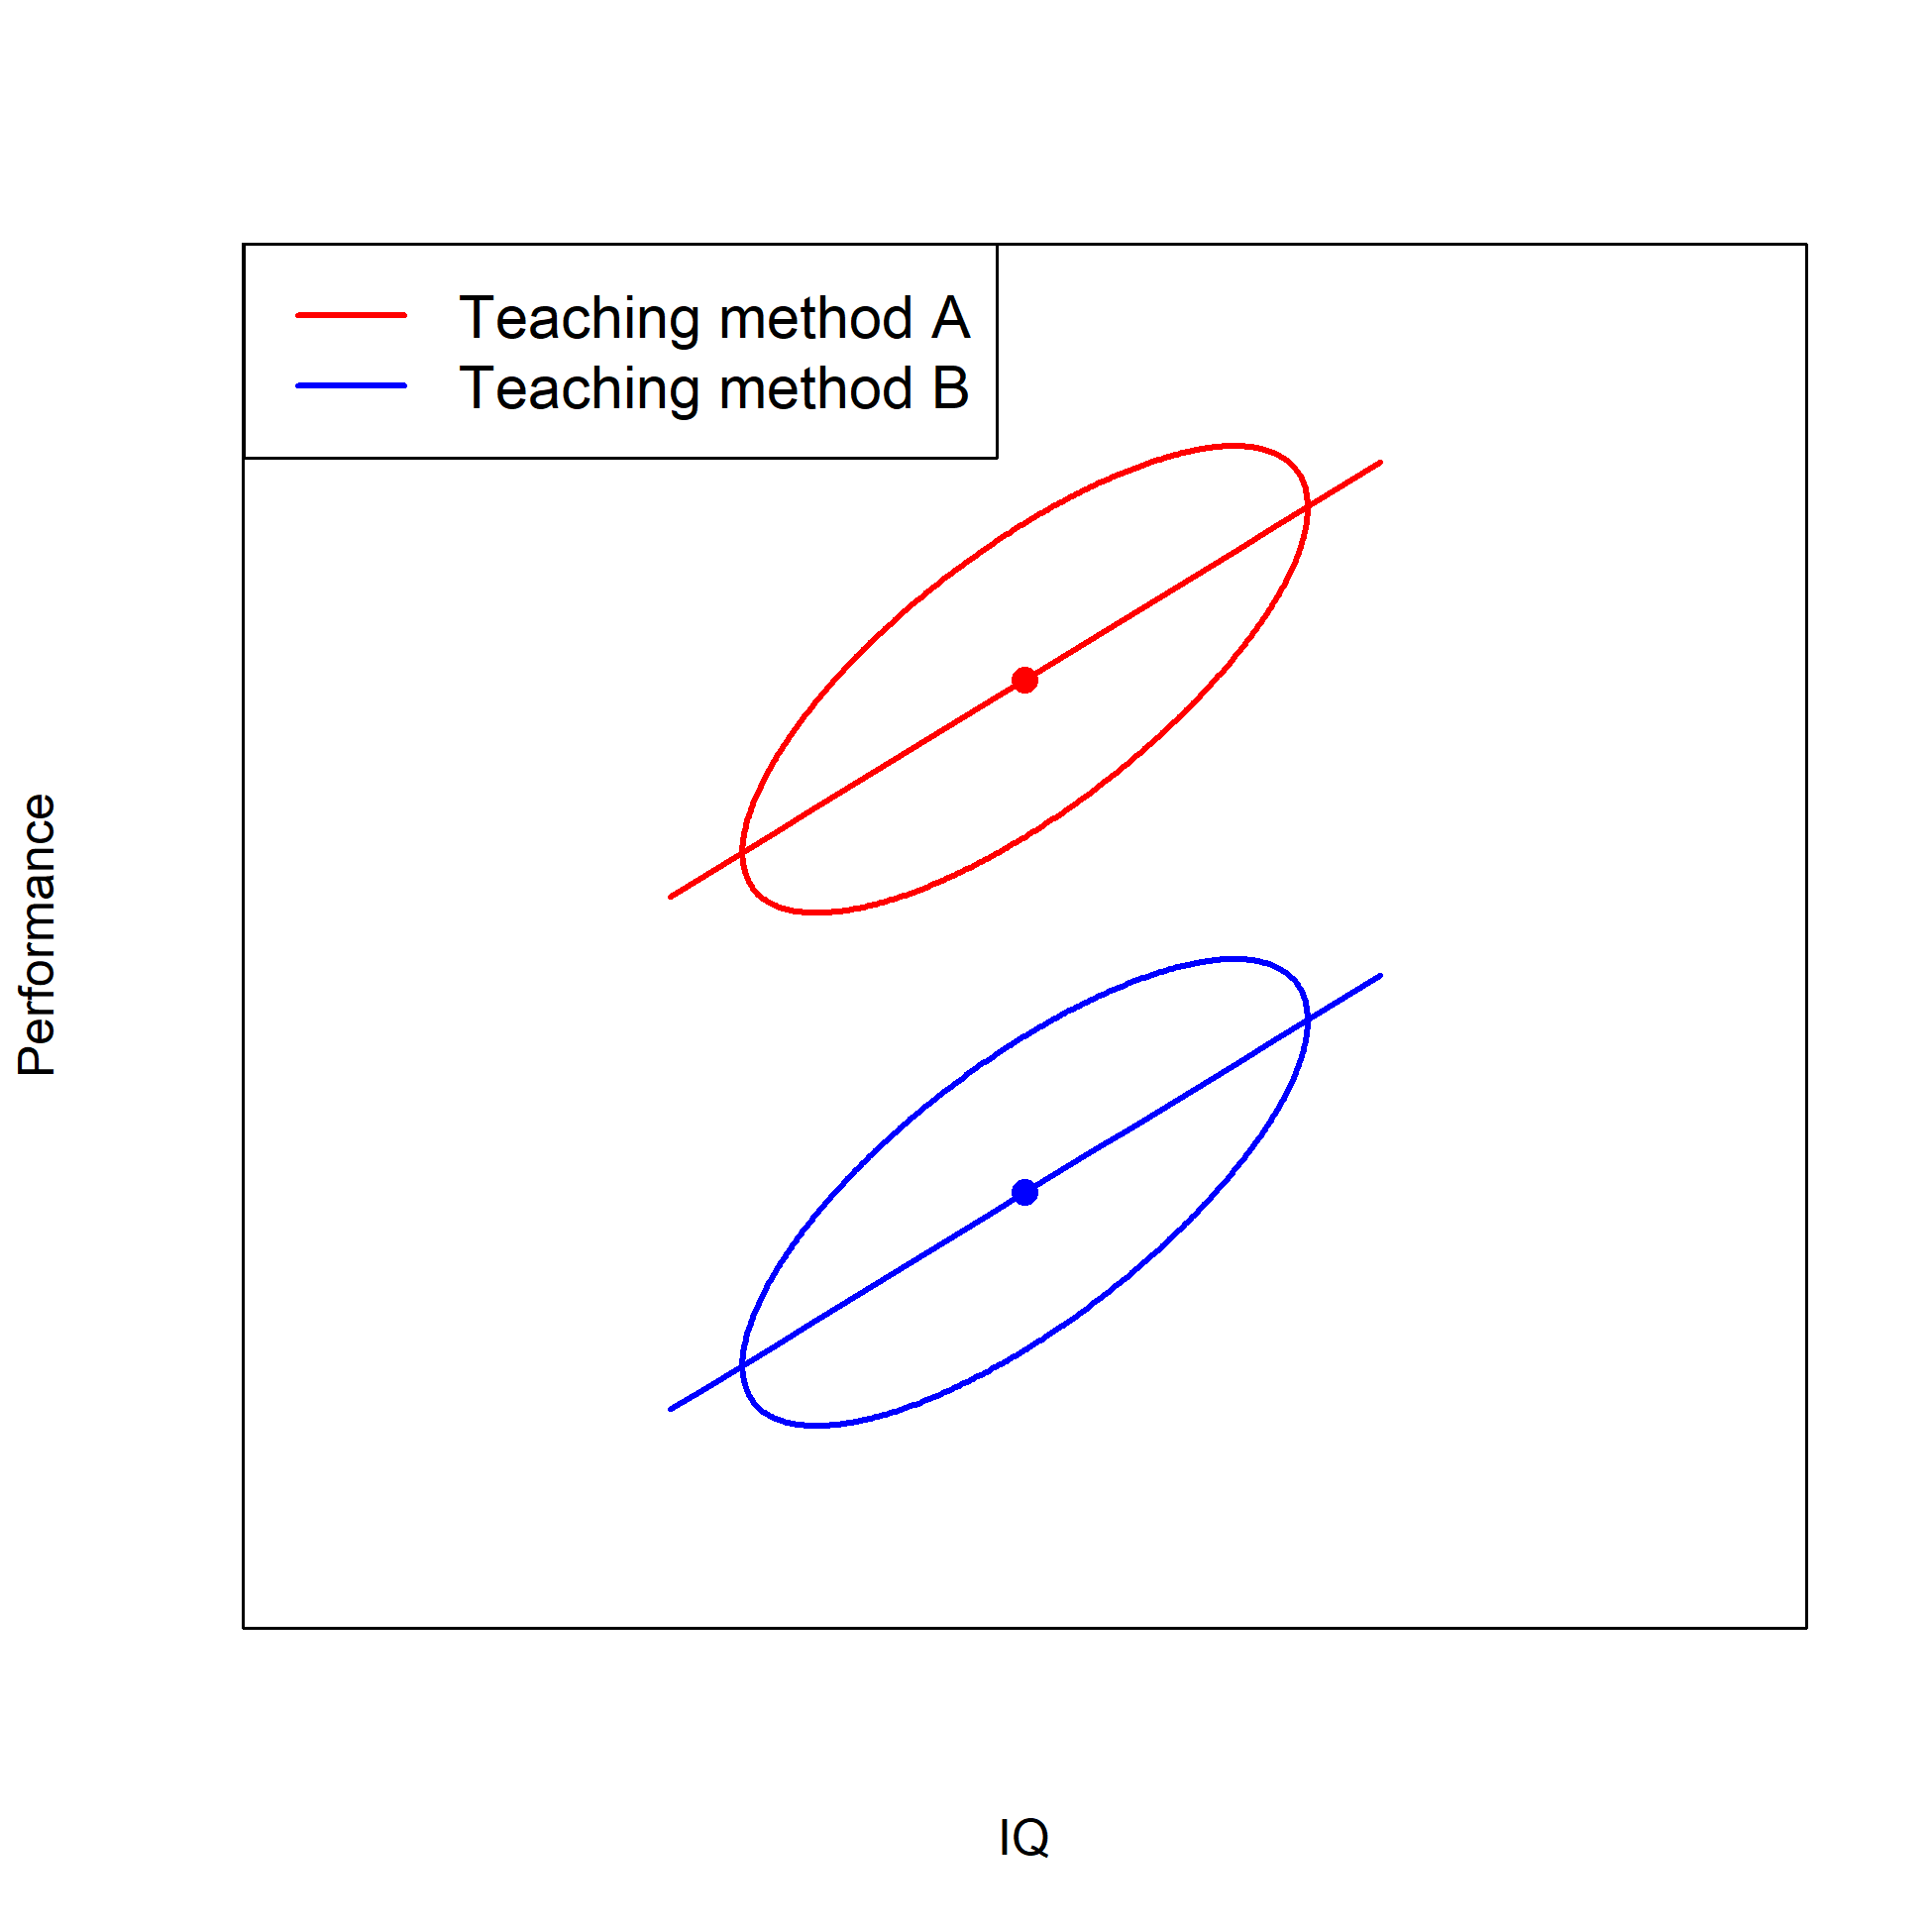 Teaching method A
Teaching method B
Performance
IQ